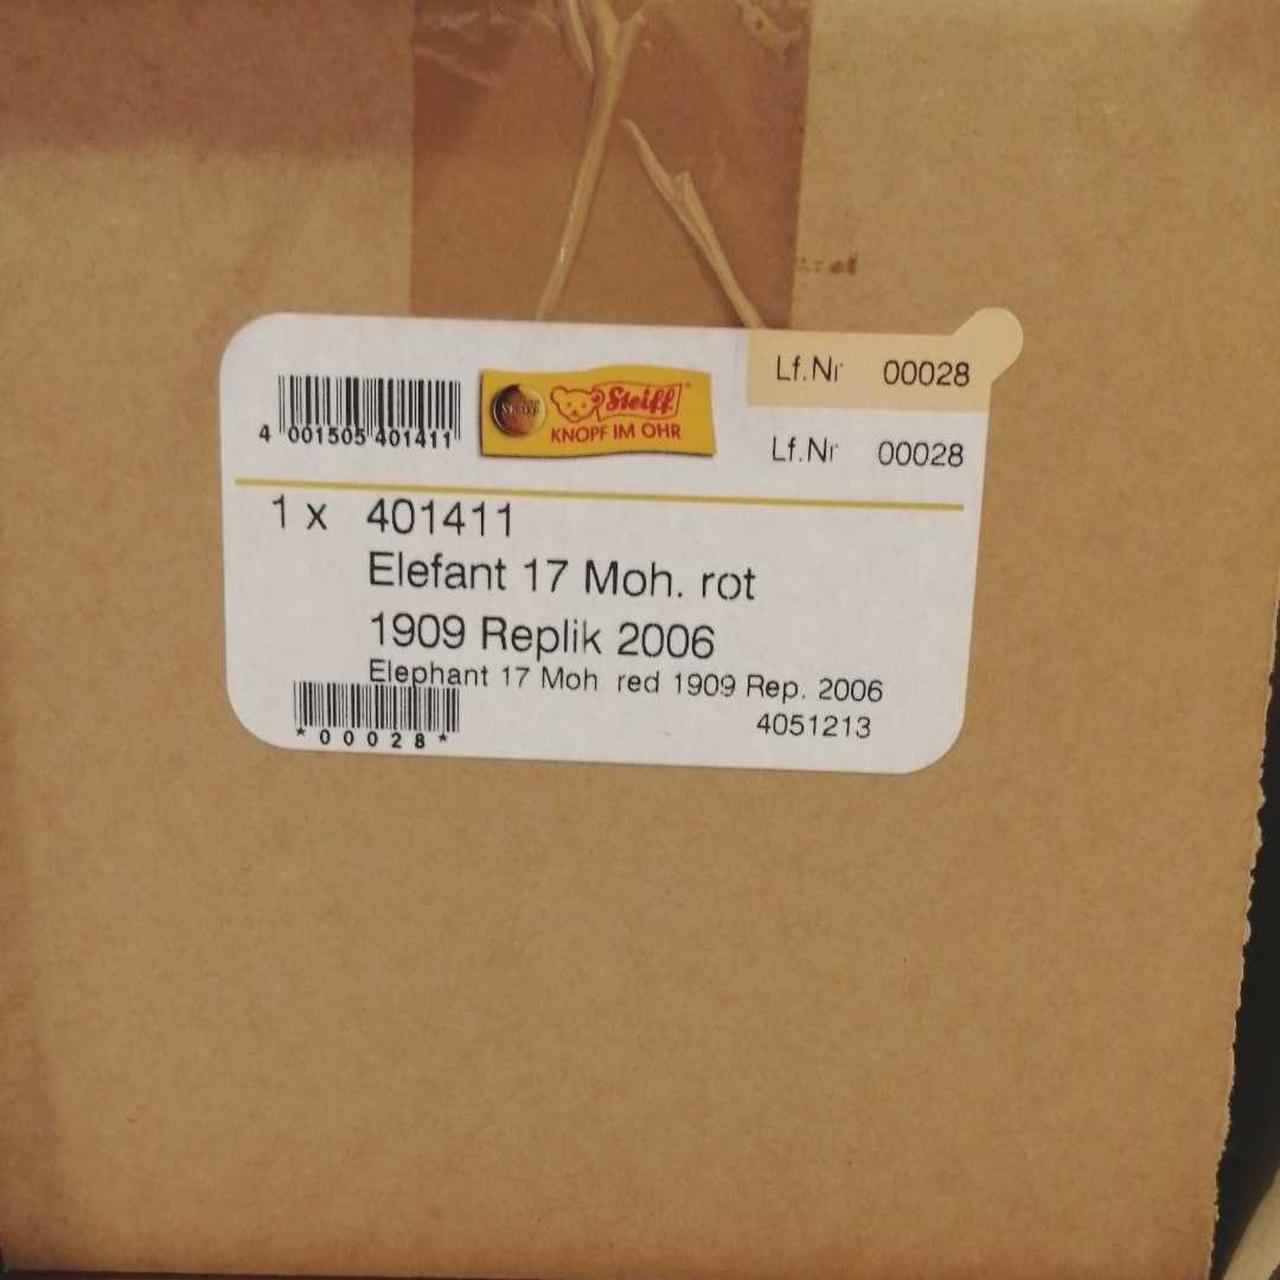 Lf.Nr 00028
4 001505 401411
Steiff
Steiff
KNOPF IM OHR
Lf.Nr 00028
1 x 401411
Elefant 17 Moh. rot
1909 Replik 2006
Elephant 17 Moh red 1909 Rep. 2006
4051213
*00028*